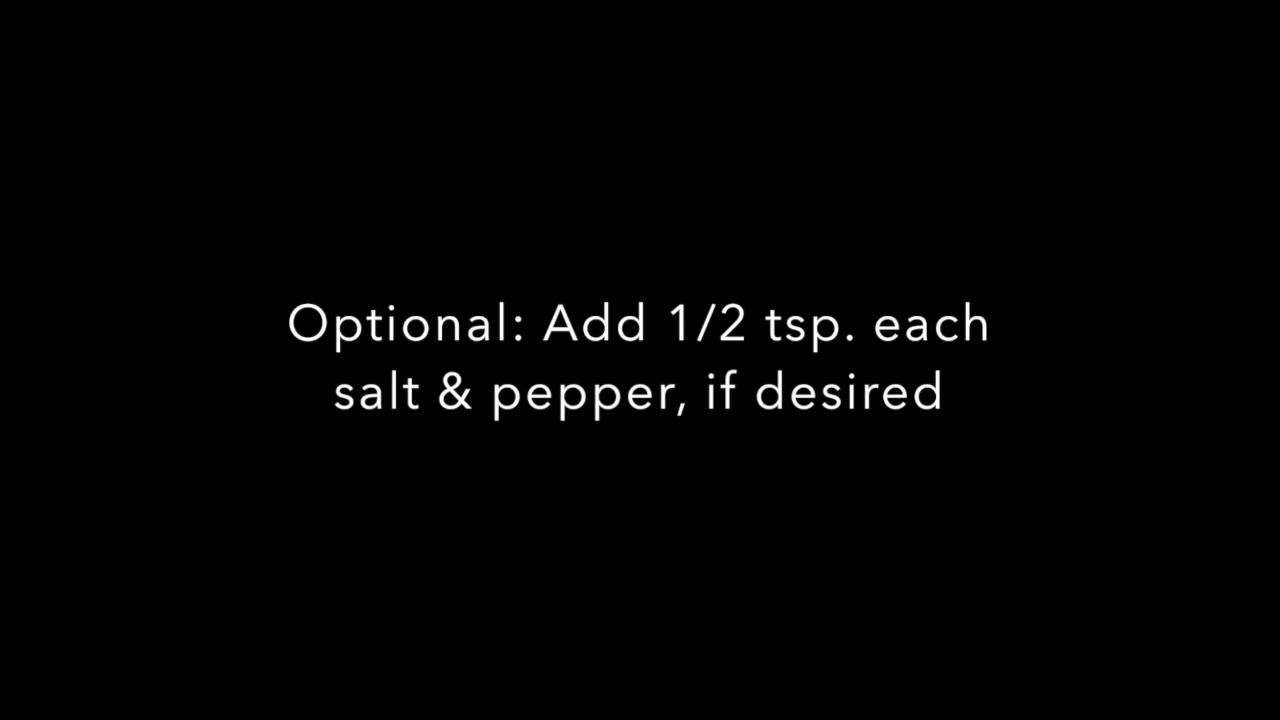 Optional: Add 1/2 tsp. each
salt & pepper, if desired